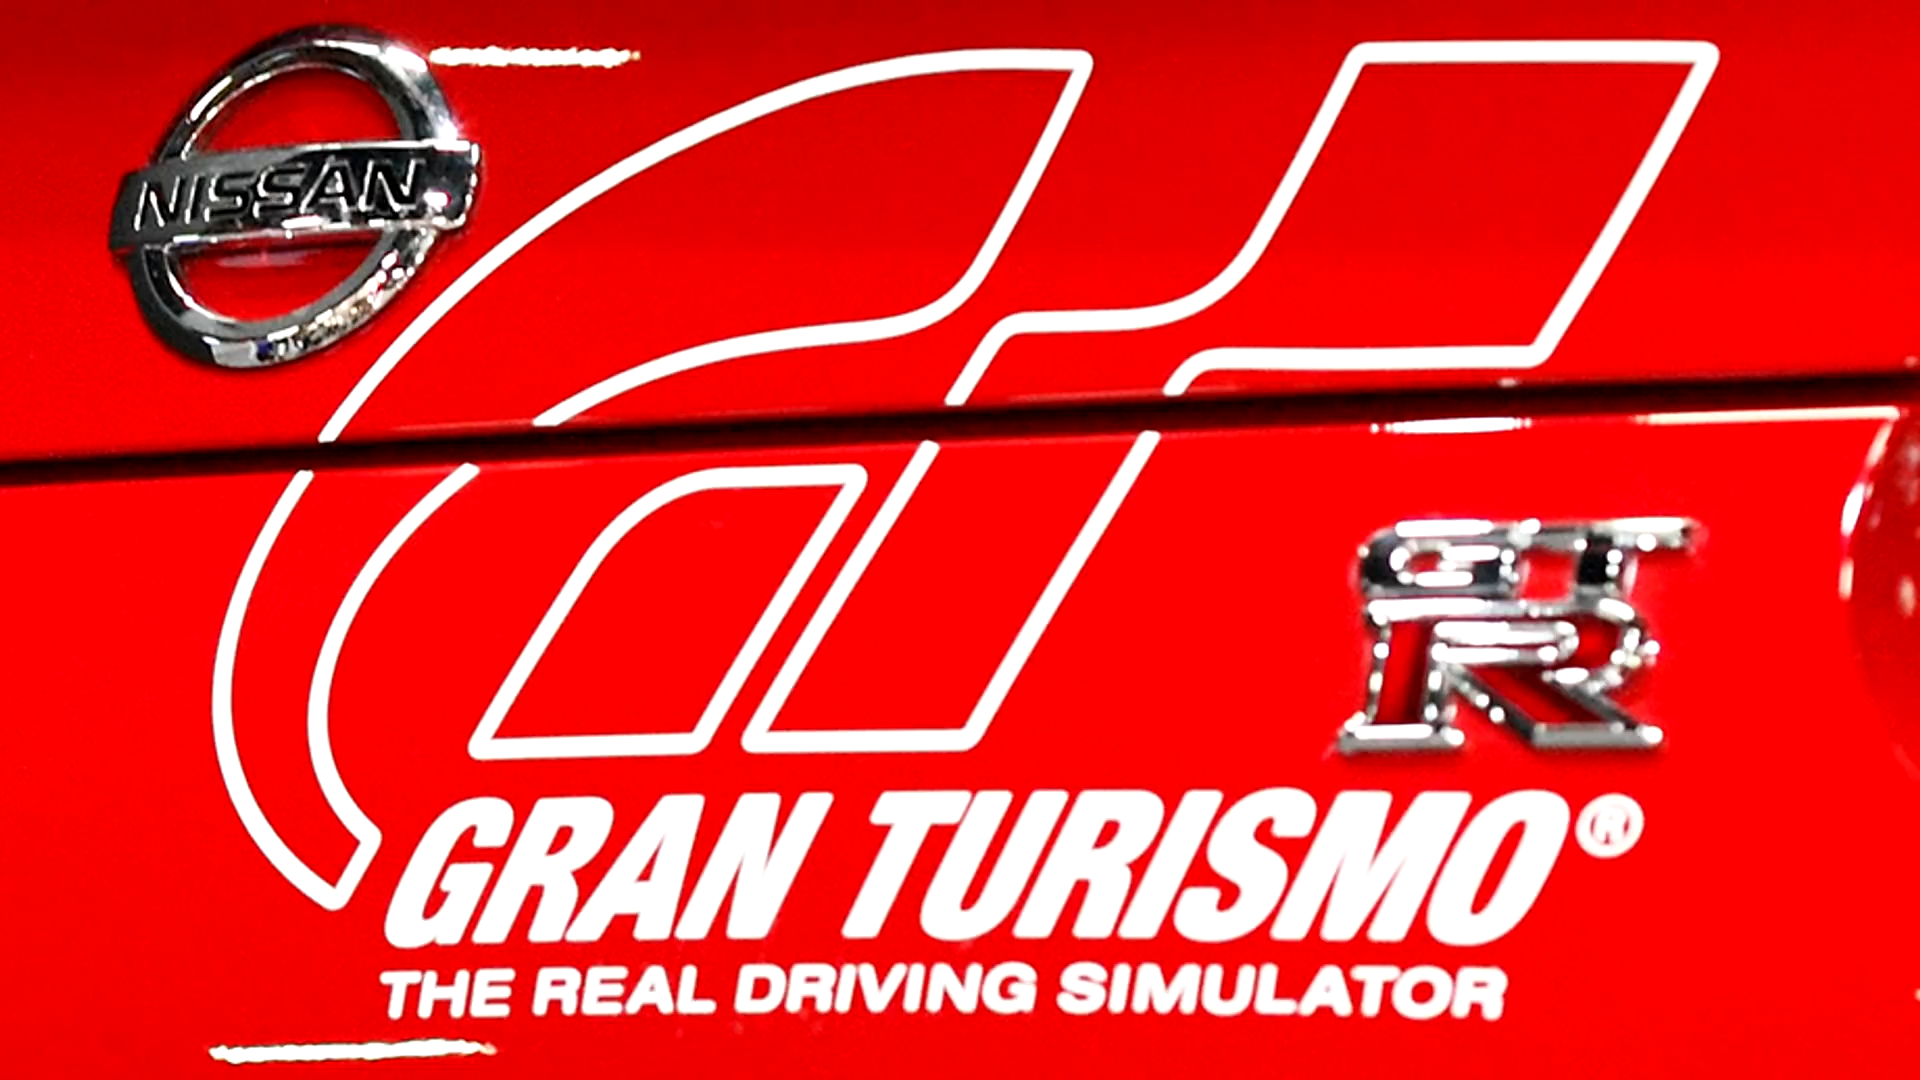 NISSAN
GT
R
GRAN TURISMO®
THE REAL DRIVING SIMULATOR